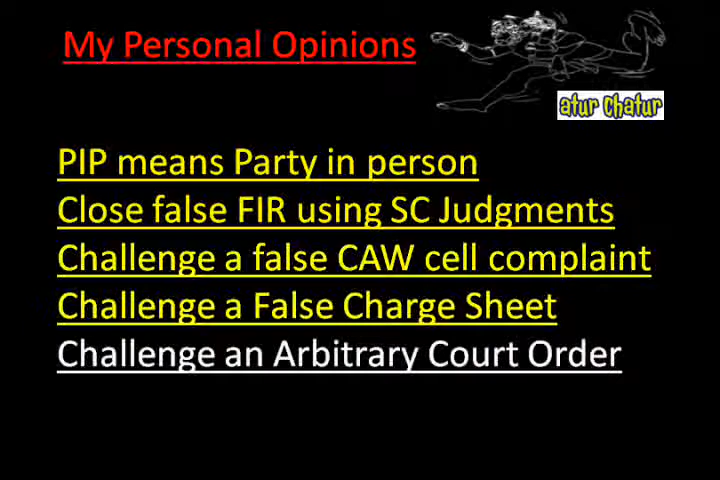 My Personal Opinions
atur chatur
PIP means Party in person
Close false FIR using SC Judgments
Challenge a false CAW cell complaint
Challenge a False Charge Sheet
Challenge an Arbitrary Court Order